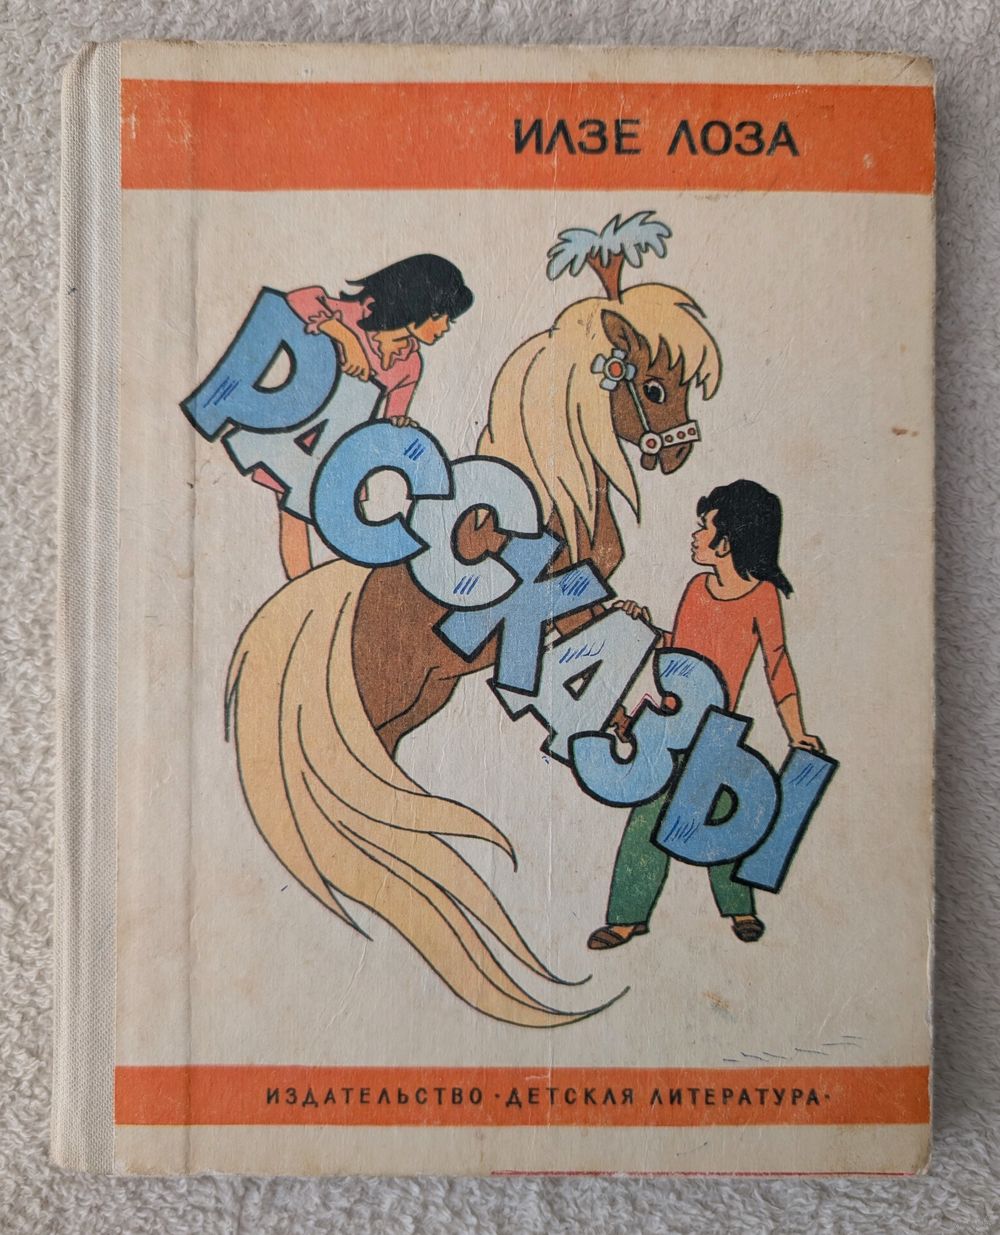 ИЛЗЕ ЛОЗА
РАССКАЗЫ
ИЗДАТЕЛЬСТВО · ДЕТСКАЯ ЛИТЕРАТУРА ·